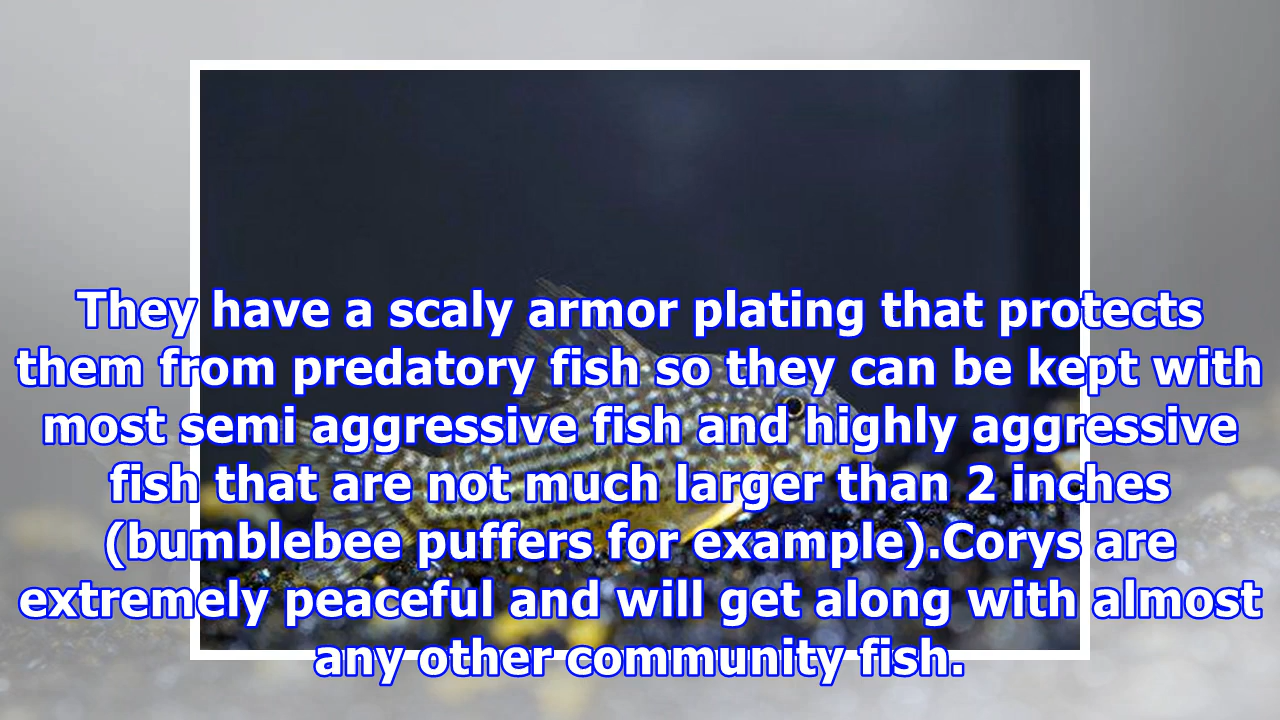 They have a scaly armor plating that protects
them from predatory fish so they can be kept with
most semi aggressive fish and highly aggressive
fish that are not much larger than 2 inches
(bumblebee puffers for example).Corys are
extremely peaceful and will get along with almost
any other community fish.